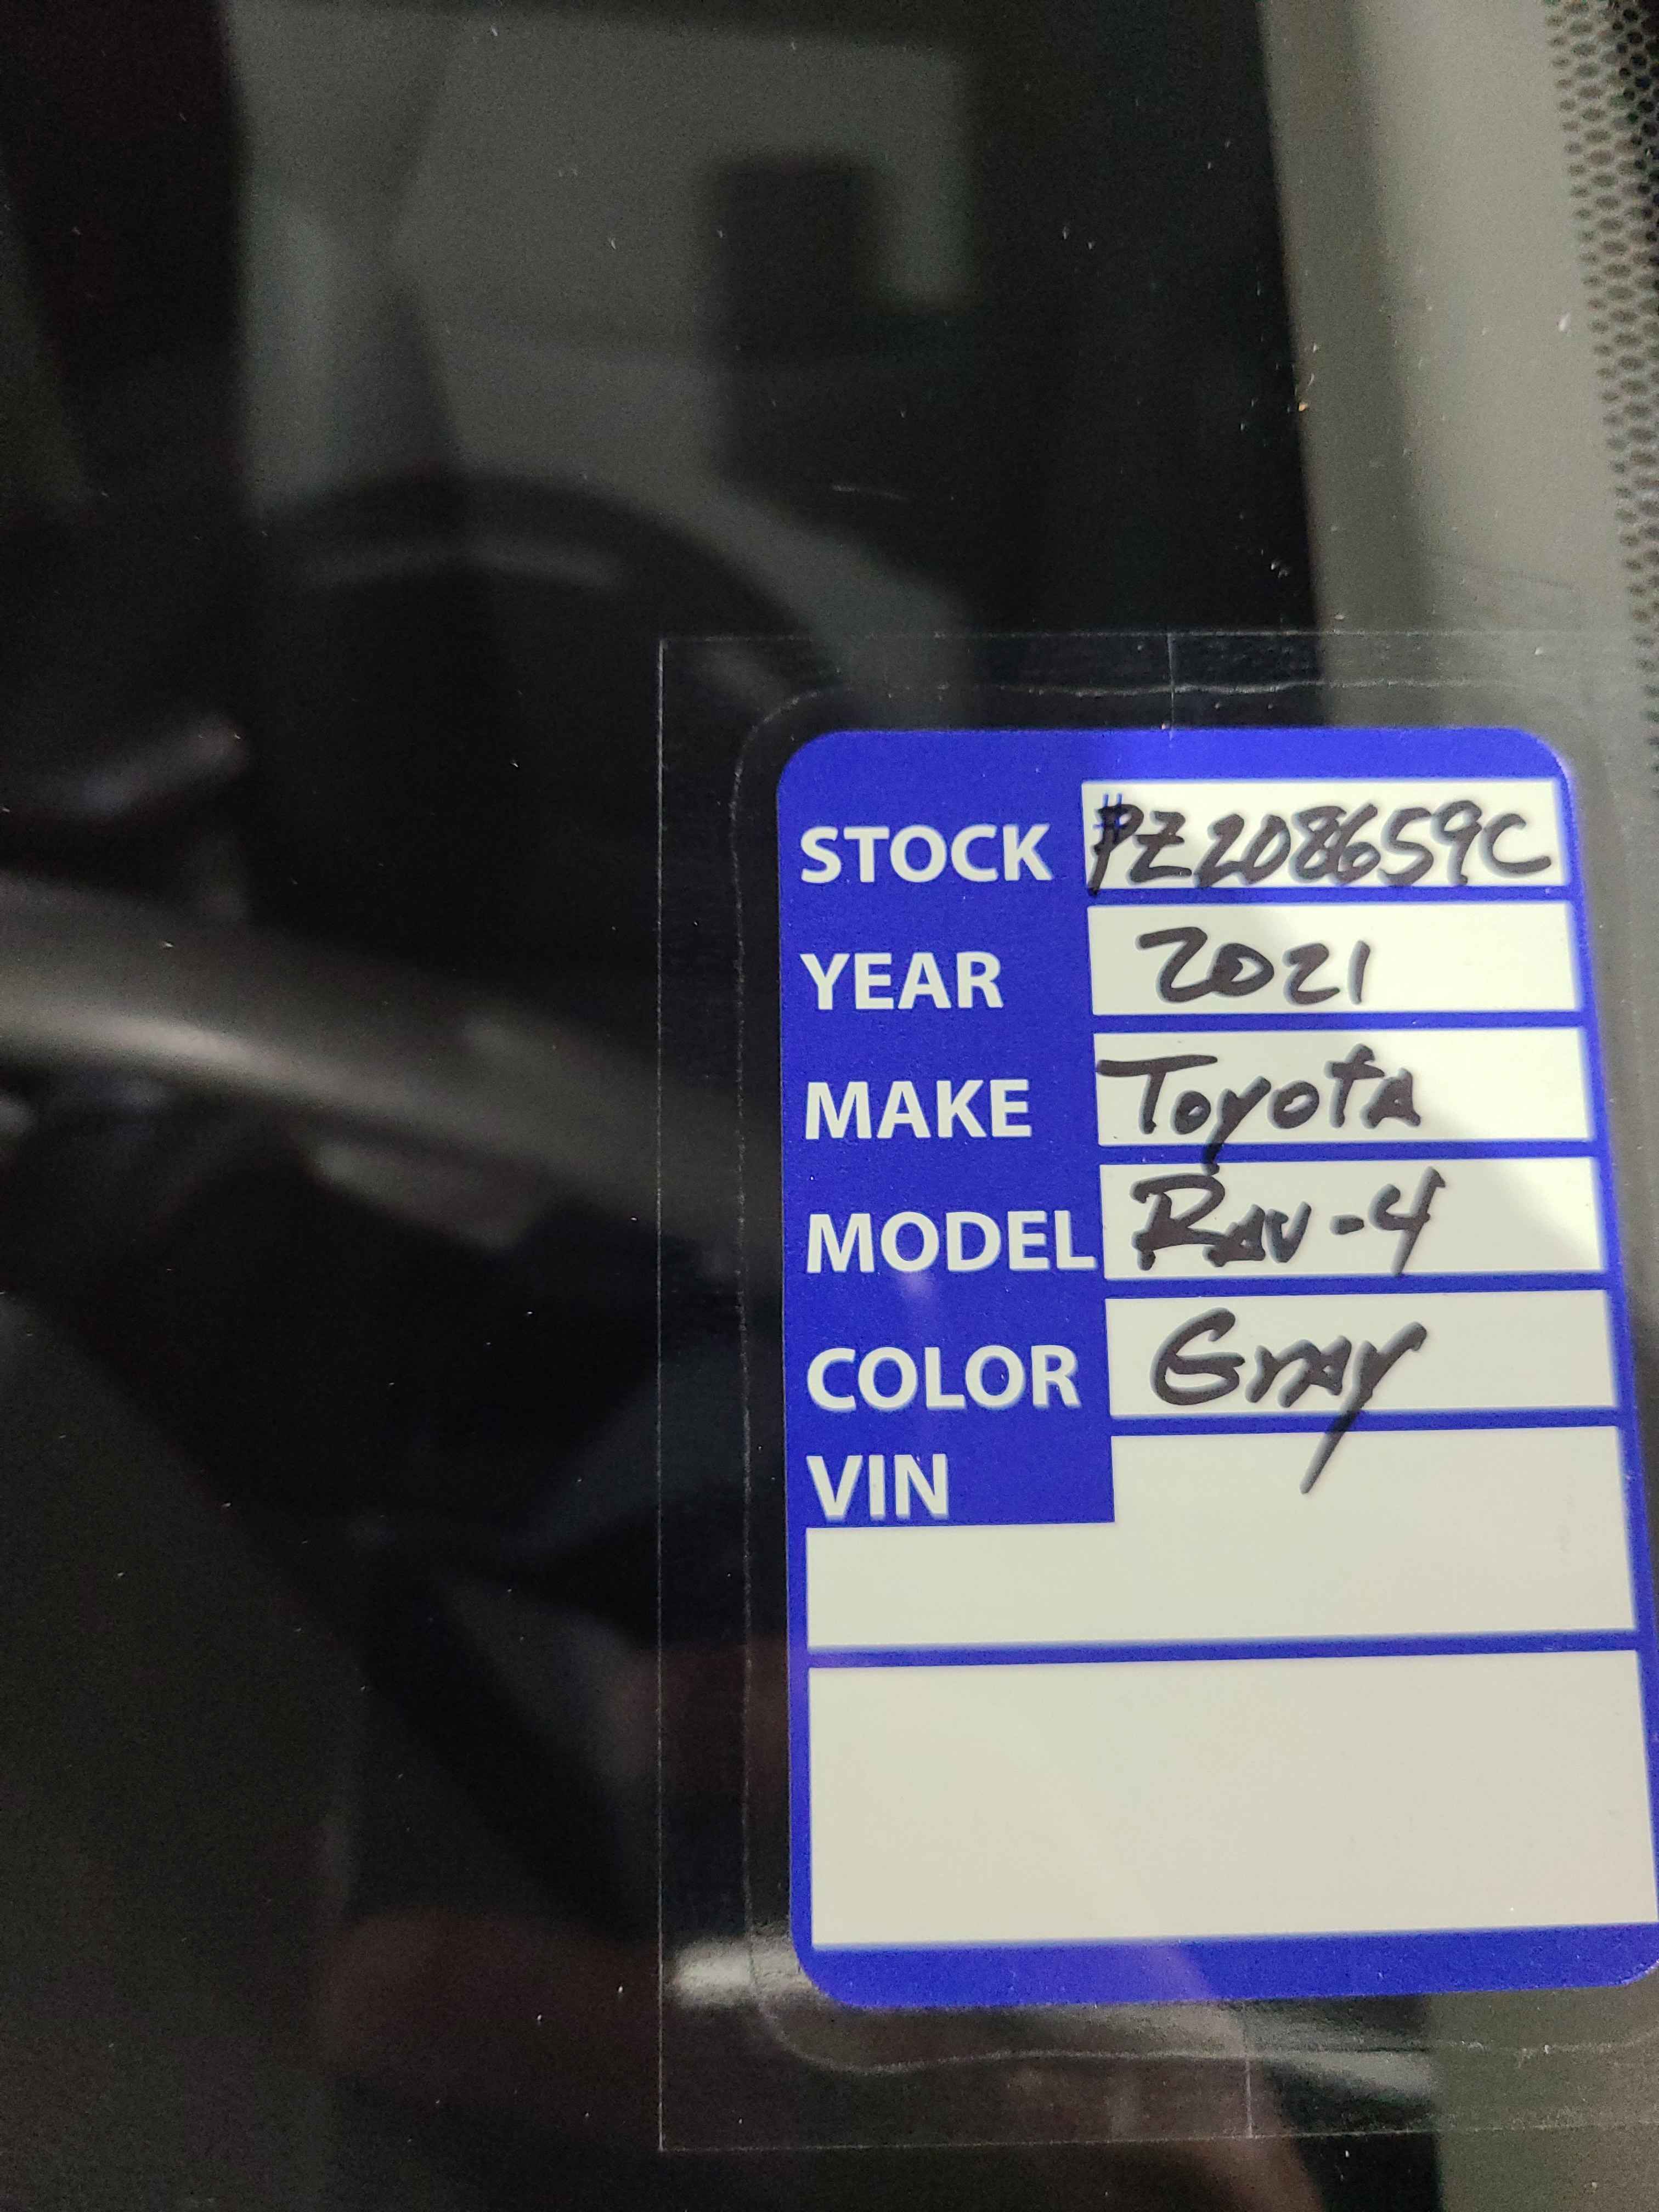 STOCK #PZ208659C
YEAR 2021
MAKE Toyota
MODEL Rav-4
COLOR Gray
VIN